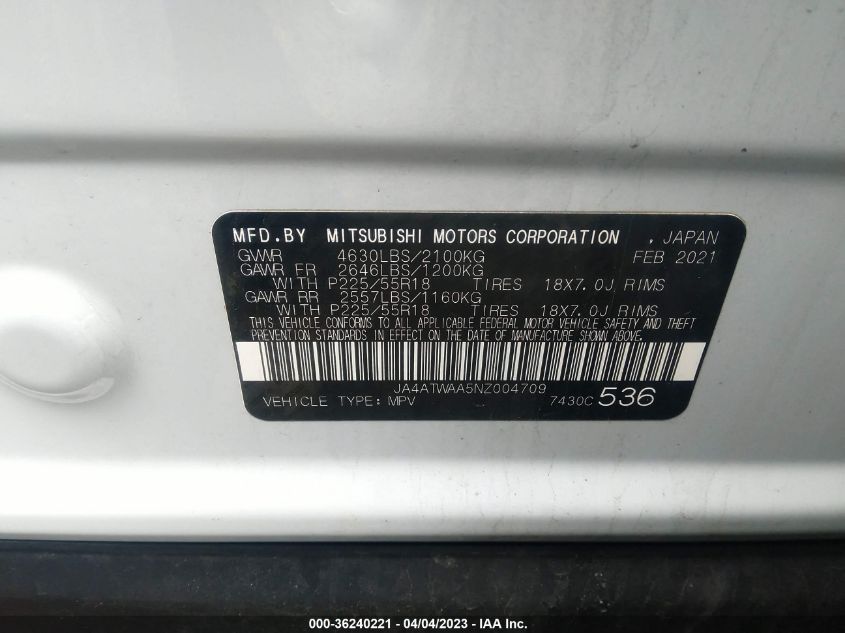 MFD.BY MITSUBISHI MOTORS CORPORATION , JAPAN
GVWR 4630LBS/2100KG FEB 2021
GAWR FR 2646LBS/1200KG
WITH P225/55R18 TIRES 18X7.0J RIMS
GAWR RR 2557LBS/1160KG
WITH P225/55R18 TIRES 18X7.0J RIMS
THIS VEHICLE CONFORMS TO ALL APPLICABLE FEDERAL MOTOR VEHICLE SAFETY AND THEFT
PREVENTION STANDARDS IN EFFECT ON THE DATE OF MANUFACTURE SHOWN ABOVE.
JA4ATWAA5NZ004709
VEHICLE TYPE: MPV 7430C 536
000-36240221 - 04/04/2023 - IAA Inc.